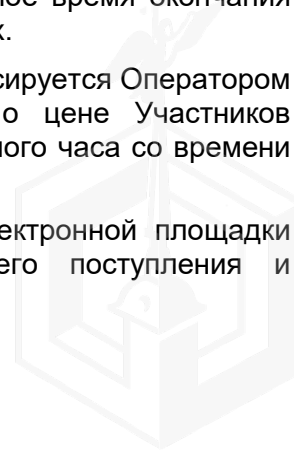 ное время окончания
х.
сируется Оператором
о цене Участников
ного часа со времени
ектронной площадки
его поступления и